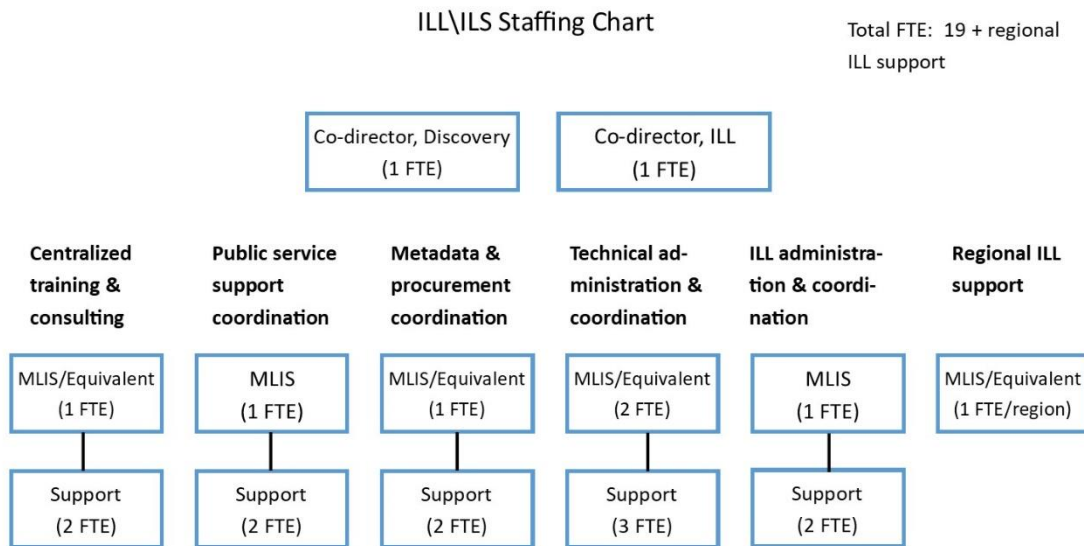 ILL\ILS Staffing Chart
Total FTE: 19 + regional
ILL support
Co-director, Discovery
(1 FTE)
Co-director, ILL
(1 FTE)
Centralized
training &
consulting
Public service
support
coordination
Metadata &
procurement
coordination
Technical ad-
ministration &
coordination
ILL administra-
tion & coordi-
nation
Regional ILL
support
MLIS/Equivalent
(1 FTE)
MLIS
(1 FTE)
MLIS/Equivalent
(1 FTE)
MLIS/Equivalent
(2 FTE)
MLIS
(1 FTE)
MLIS/Equivalent
(1 FTE/region)
Support
(2 FTE)
Support
(2 FTE)
Support
(2 FTE)
Support
(3 FTE)
Support
(2 FTE)